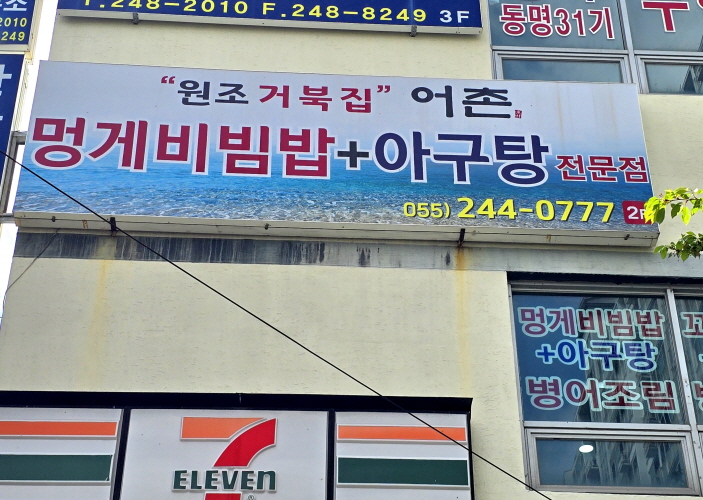 T.248-2010 F.248-8249 3F
2010
249
동명31기
"원조 거북집" 어촌
멍게비빔밥+아구탕 전문점
055) 244-0777 2F
멍게비빔밥
+아구탕
병어조림
7
ELEVEn